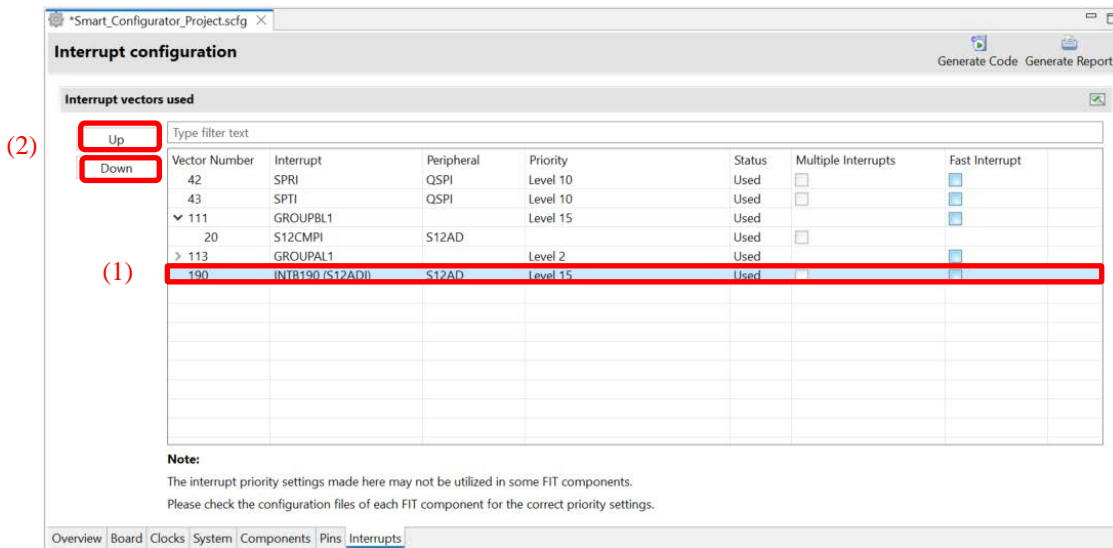 *Smart_Configurator_Project.scfg
Interrupt configuration
Generate Code Generate Report
Interrupt vectors used
(2)
Up
Down
Type filter text
Vector Number Interrupt Peripheral Priority Status Multiple Interrupts Fast Interrupt
42 SPRI QSPI Level 10 Used
43 SPTI QSPI Level 10 Used
111 GROUPBL1 Level 15 Used
20 S12CMPI S12AD Used
113 GROUPAL1 Level 2 Used
(1)
190 INTB190 (S12ADI) S12AD Level 15 Used
Note:
The interrupt priority settings made here may not be utilized in some FIT components.
Please check the configuration files of each FIT component for the correct priority settings.
Overview Board Clocks System Components Pins Interrupts